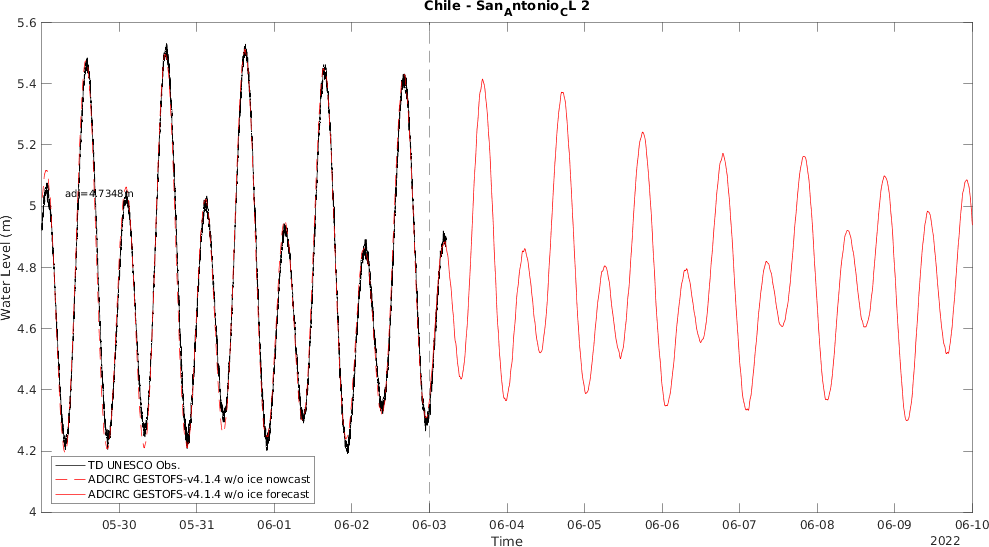 Chile - San_Antonio_CL 2
5.6
5.4
5.2
5
4.8
4.6
4.4
4.2
4
Water Level (m)
adj=4.7348m
TD UNESCO Obs.
ADCIRC GESTOFS-v4.1.4 w/o ice nowcast
ADCIRC GESTOFS-v4.1.4 w/o ice forecast
05-30 05-31 06-01 06-02 06-03 06-04 06-05 06-06 06-07 06-08 06-09 06-10
Time
2022